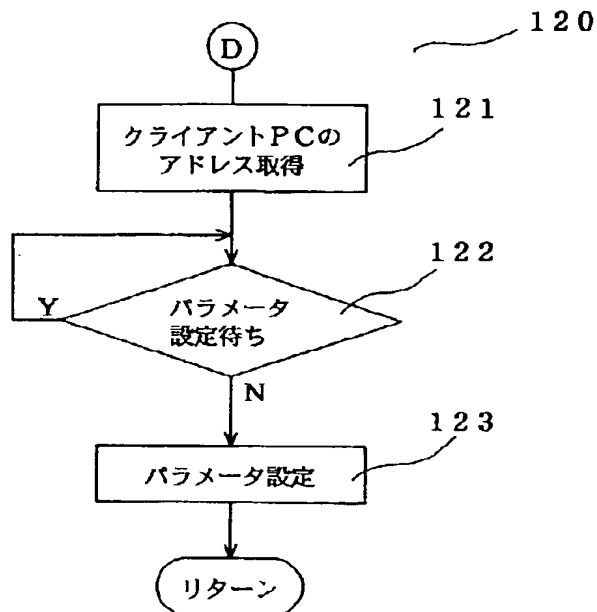 120
D
クライアントPCの
アドレス取得
121
Y
パラメータ
設定待ち
122
N
パラメータ設定
123
リターン